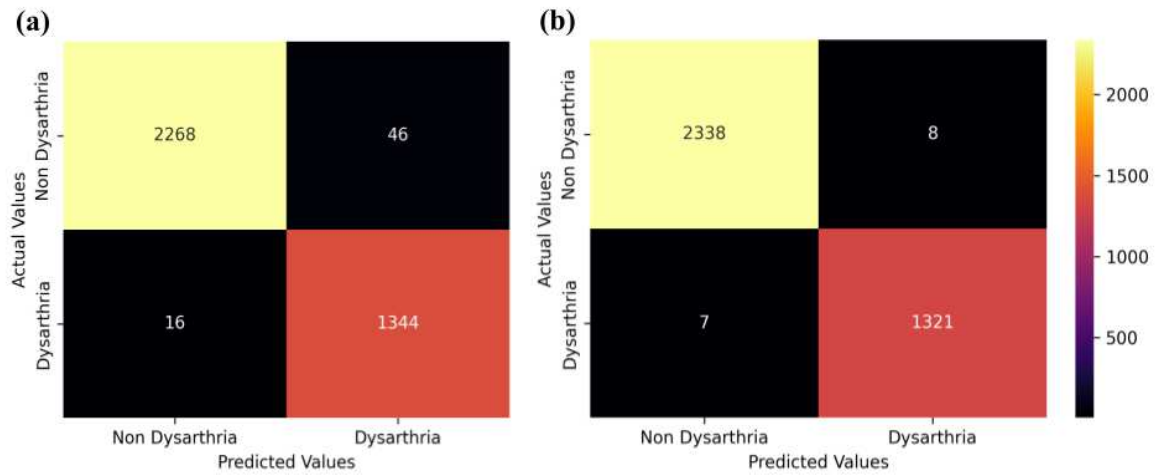 (a)
Actual Values
Non Dysarthria
Dysarthria
2268
46
16
1344
Non Dysarthria
Dysarthria
Predicted Values
(b)
Actual Values
Non Dysarthria
Dysarthria
2338
8
7
1321
Non Dysarthria
Dysarthria
Predicted Values
2000
1500
1000
500